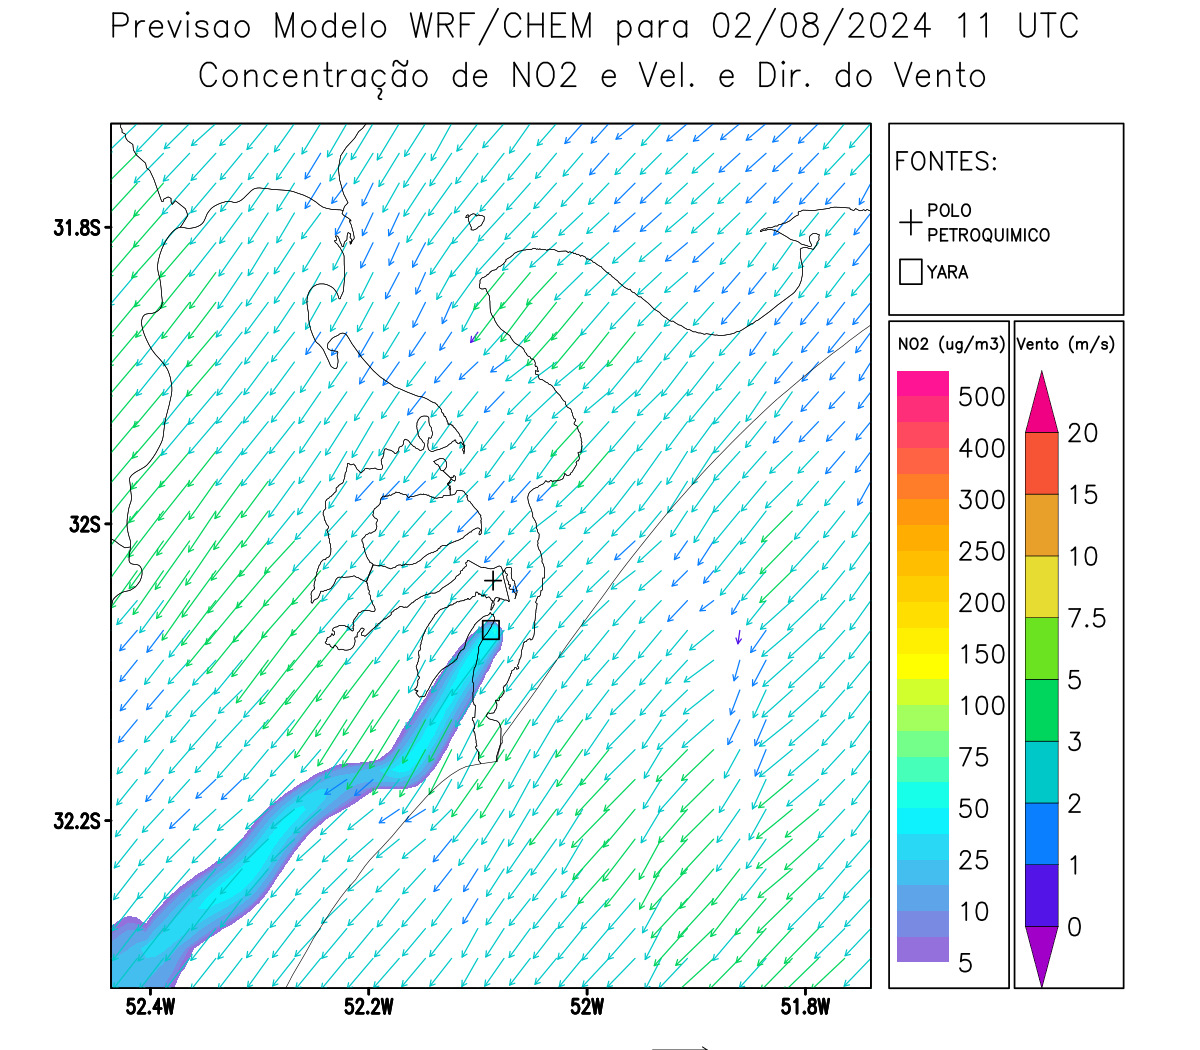 Previsao Modelo WRF/CHEM para 02/08/2024 11 UTC
Concentração de NO2 e Vel. e Dir. do Vento
FONTES:
POLO
PETROQUIMICO
YARA
31.8S
32S
32.2S
52.4W
52.2W
52W
51.8W
NO2 (ug/m3)
500
400
300
250
200
150
100
75
50
25
10
5
Vento (m/s)
20
15
10
7.5
5
3
2
1
0